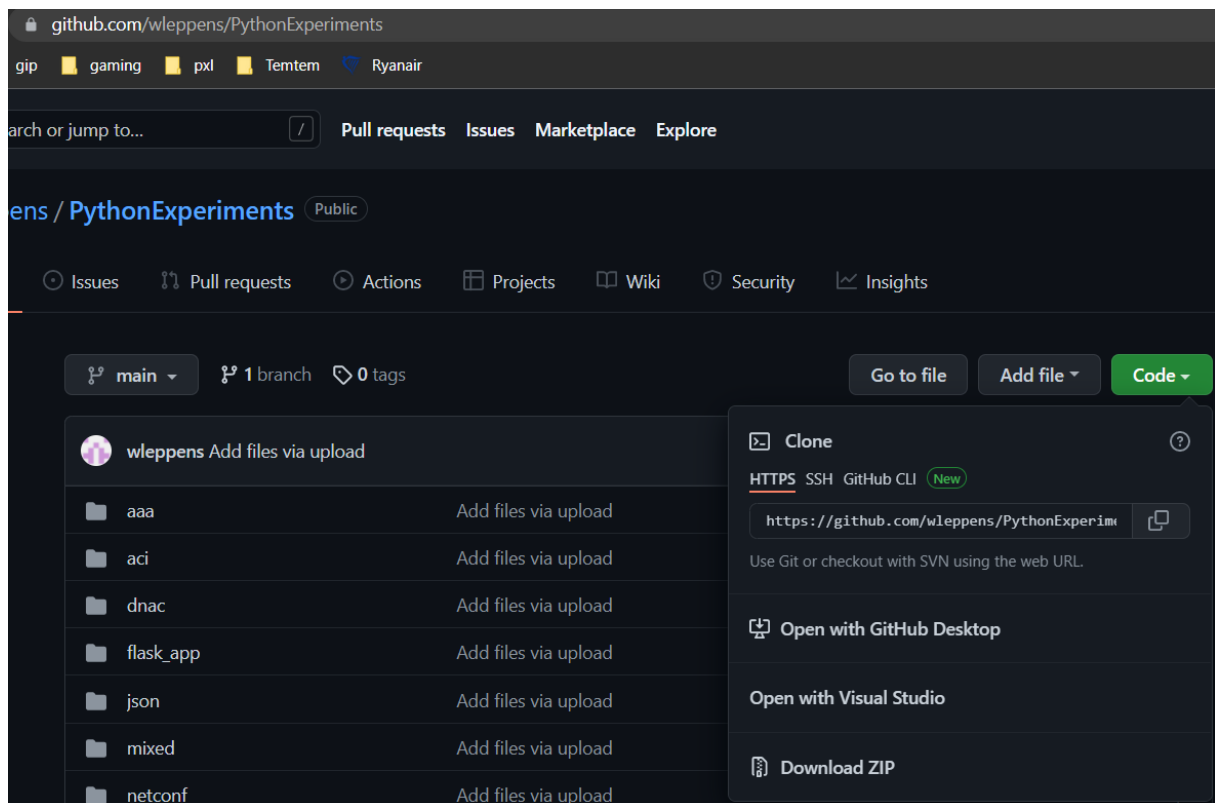 github.com/wleppens/PythonExperiments
gip gaming pxl Temtem Ryanair
arch or jump to... / Pull requests Issues Marketplace Explore
ens / PythonExperiments Public
Issues Pull requests Actions Projects Wiki Security Insights
main 1 branch 0 tags Go to file Add file Code
wleppens Add files via upload
aaa Add files via upload
aci Add files via upload
dnac Add files via upload
flask_app Add files via upload
json Add files via upload
mixed Add files via upload
netconf Add files via upload
Clone
HTTPS SSH GitHub CLI New
https://github.com/wleppens/PythonExperime
Use Git or checkout with SVN using the web URL.
Open with GitHub Desktop
Open with Visual Studio
Download ZIP